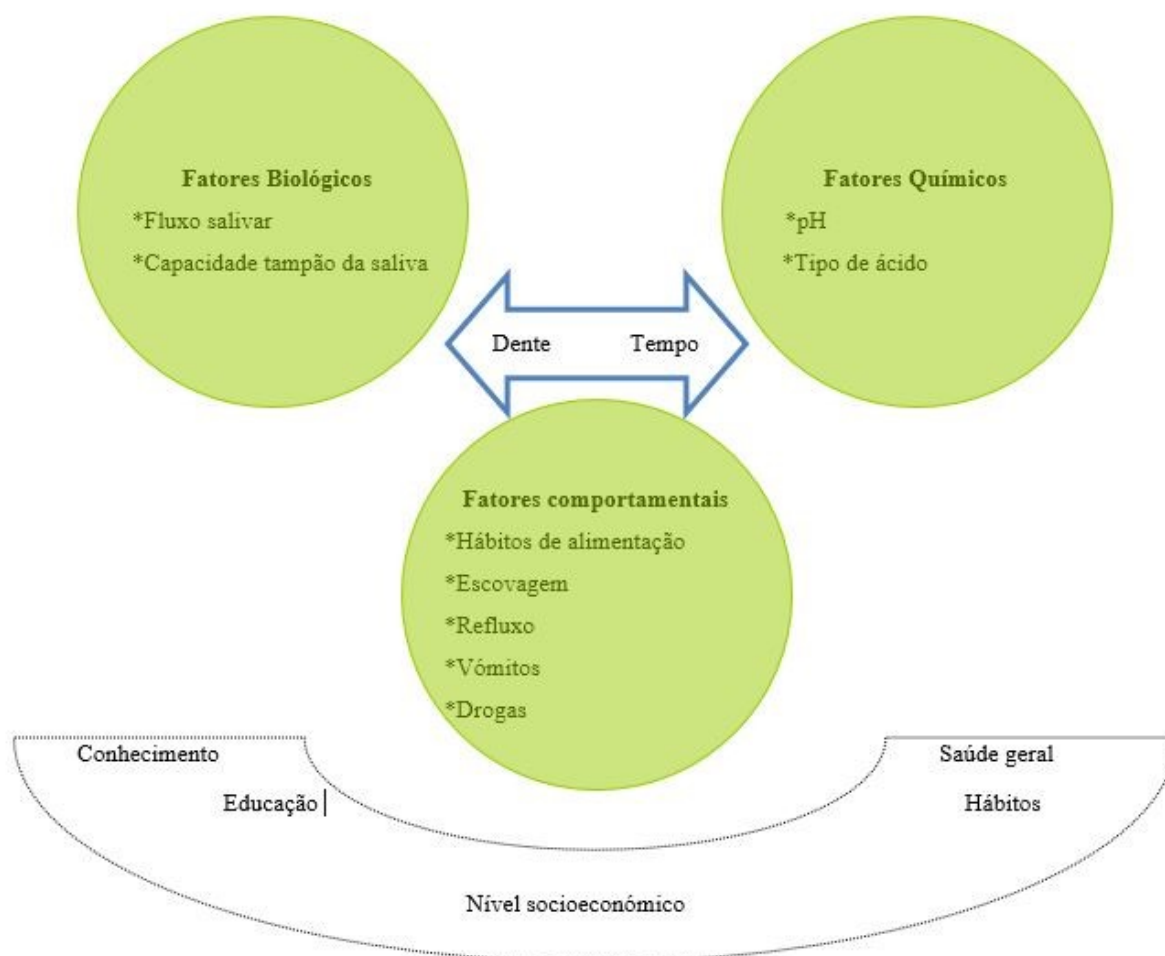 Fatores Biológicos
*Fluxo salivar
*Capacidade tampão da saliva
Fatores Químicos
*pH
*Tipo de ácido
Dente
Tempo
Fatores comportamentais
*Hábitos de alimentação
*Escovagem
*Refluxo
*Vómitos
*Drogas
Conhecimento
Educação
Saúde geral
Hábitos
Nível socioeconómico